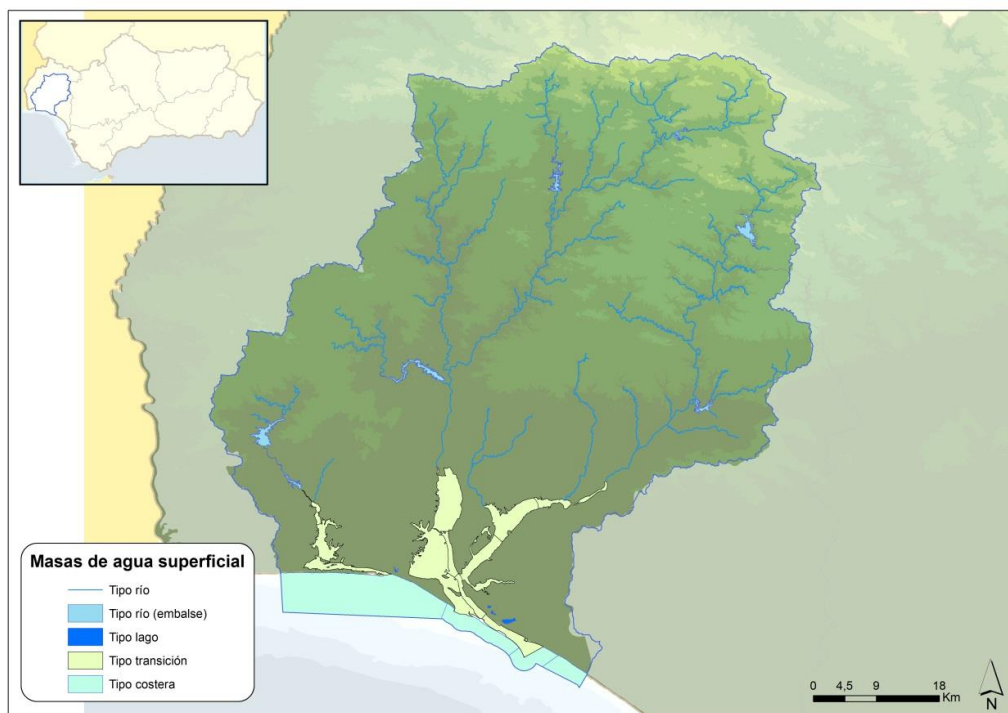 Masas de agua superficial
Tipo río
Tipo río (embalse)
Tipo lago
Tipo transición
Tipo costera
0 4,5 9 18
Km
N